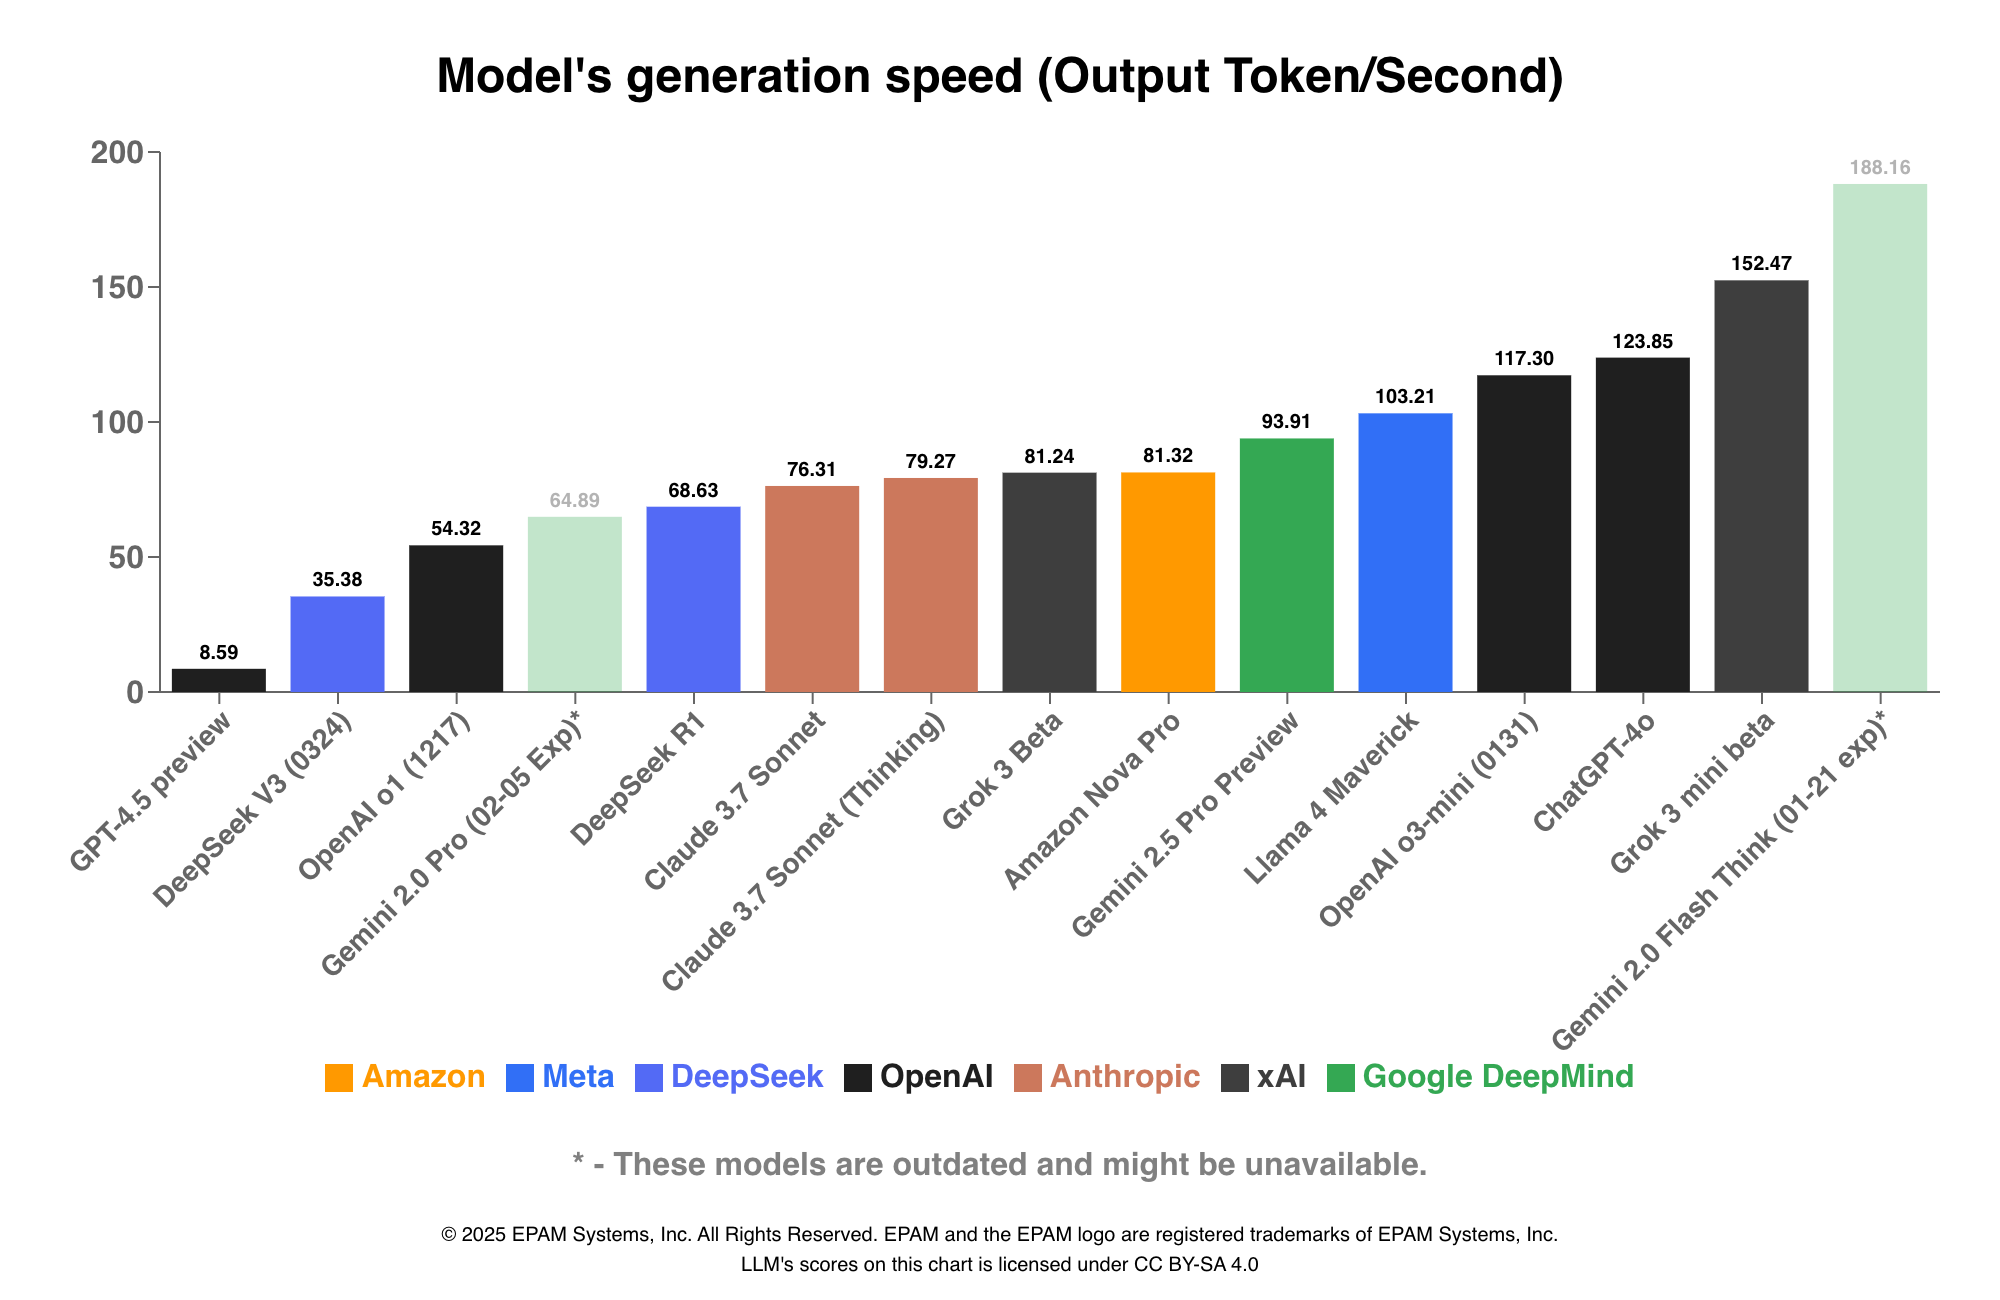 Model's generation speed (Output Token/Second)
200
150
100
50
0
8.59
35.38
54.32
64.89
68.63
76.31
79.27
81.24
81.32
93.91
103.21
117.30
123.85
152.47
188.16
GPT-4.5 preview
DeepSeek V3 (0324)
OpenAI o1 (1217)
Gemini 2.0 Pro (02-05 Exp)*
DeepSeek R1
Claude 3.7 Sonnet
Claude 3.7 Sonnet (Thinking)
Grok 3 Beta
Amazon Nova Pro
Gemini 2.5 Pro Preview
Llama 4 Maverick
OpenAI o3-mini (0131)
ChatGPT-4o
Grok 3 mini beta
Gemini 2.0 Flash Think (01-21 exp)*
Amazon Meta DeepSeek OpenAI Anthropic xAI Google DeepMind
* - These models are outdated and might be unavailable.
© 2025 EPAM Systems, Inc. All Rights Reserved. EPAM and the EPAM logo are registered trademarks of EPAM Systems, Inc.
LLM's scores on this chart is licensed under CC BY-SA 4.0